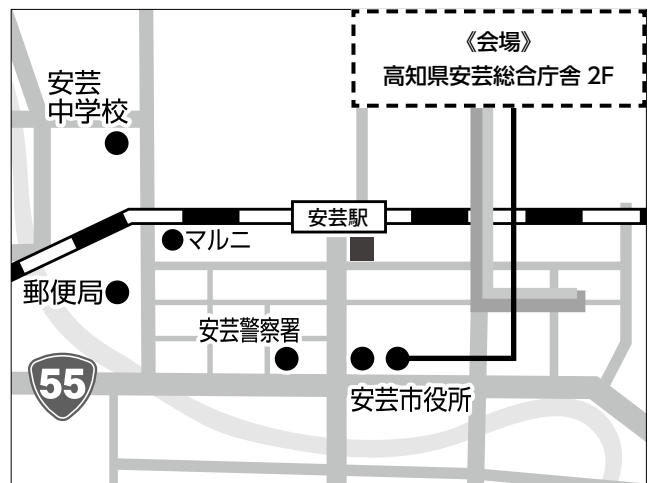 《会場》
高知県安芸総合庁舎 2F
安芸
中学校
安芸駅
マルニ
郵便局
安芸警察署
55
安芸市役所